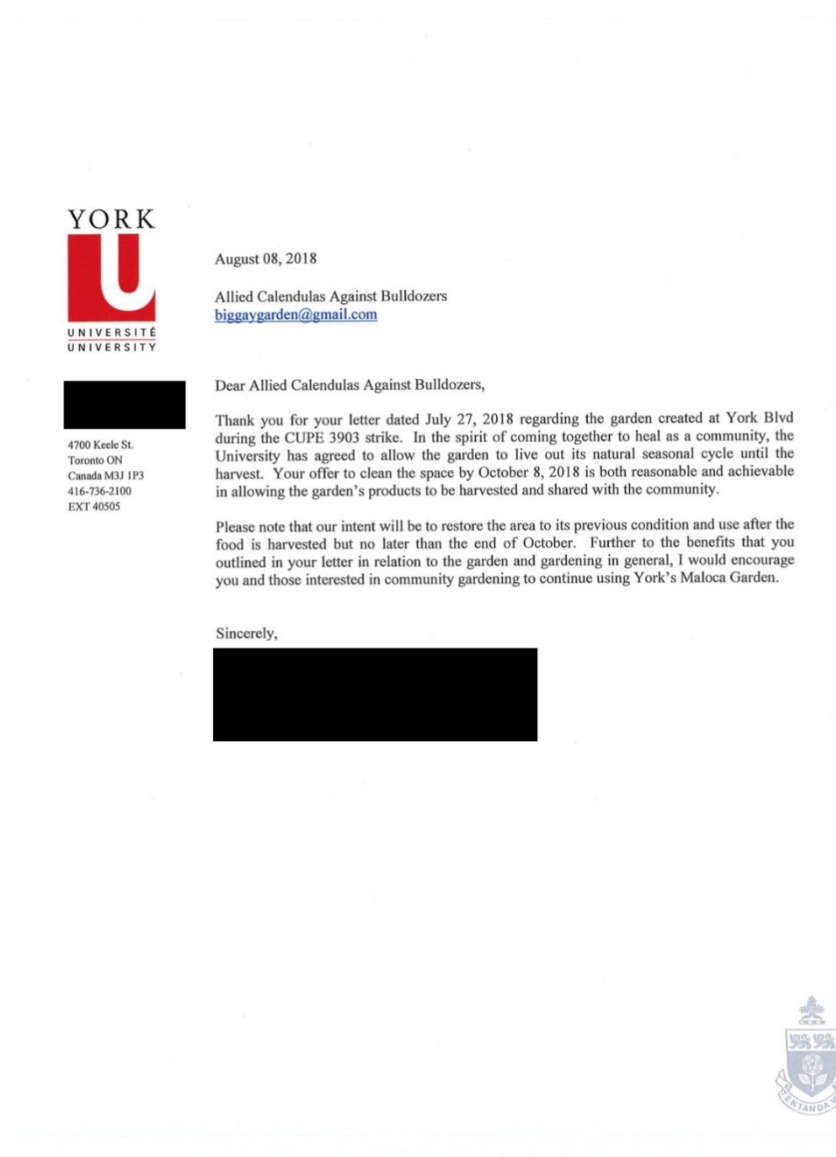 YORK
U
UNIVERSITÉ
UNIVERSITY
4700 Keele St.
Toronto ON
Canada M3J 1P3
416-736-2100
EXT 40505
August 08, 2018
Allied Calendulas Against Bulldozers
biggaygarden@gmail.com
Dear Allied Calendulas Against Bulldozers,
Thank you for your letter dated July 27, 2018 regarding the garden created at York Blvd
during the CUPE 3903 strike. In the spirit of coming together to heal as a community, the
University has agreed to allow the garden to live out its natural seasonal cycle until the
harvest. Your offer to clean the space by October 8, 2018 is both reasonable and achievable
in allowing the garden's products to be harvested and shared with the community.
Please note that our intent will be to restore the area to its previous condition and use after the
food is harvested but no later than the end of October. Further to the benefits that you
outlined in your letter in relation to the garden and gardening in general, I would encourage
you and those interested in community gardening to continue using York's Maloca Garden.
Sincerely,
TENTANDA V